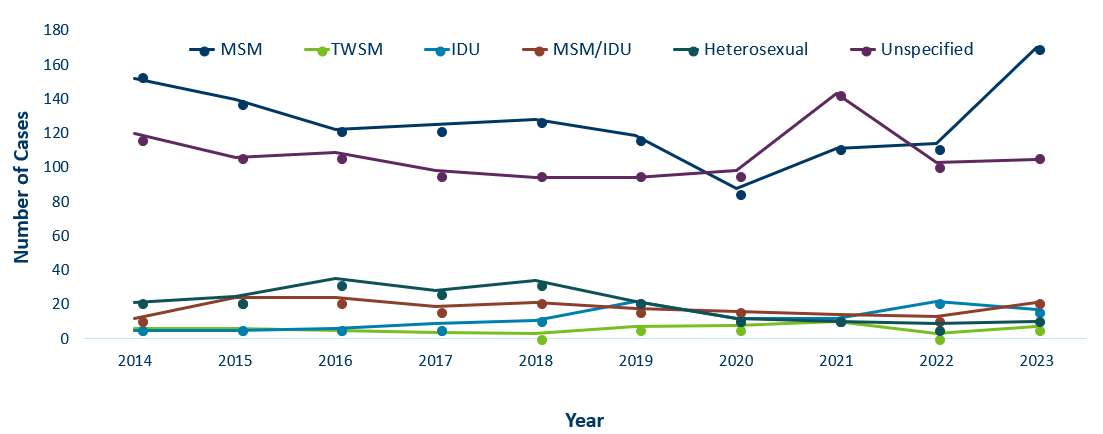 180
MSM TWSM IDU MSM/IDU Heterosexual Unspecified
160
140
120
100
80
60
40
20
0
Number of Cases
2014 2015 2016 2017 2018 2019 2020 2021 2022 2023
Year